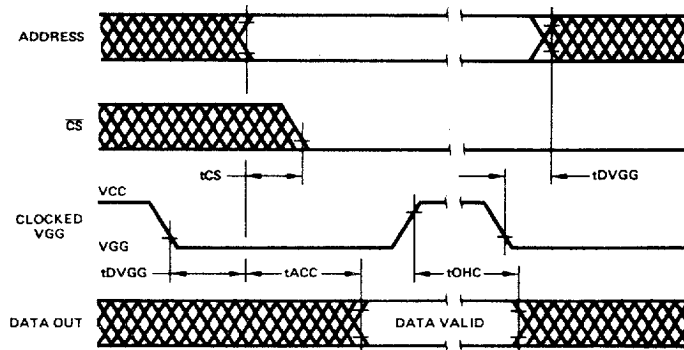 ADDRESS
CS
tCS
tDVGG
VCC
CLOCKED
VGG
VGG
tDVGG
tACC
tOHC
DATA OUT
DATA VALID